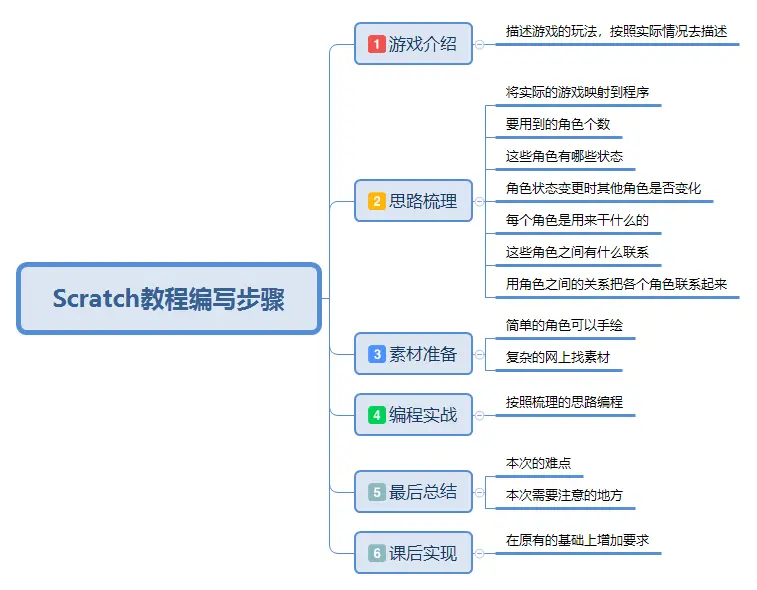 Scratch教程编写步骤
1 游戏介绍
描述游戏的玩法，按照实际情况去描述
2 思路梳理
将实际的游戏映射到程序
要用到的角色个数
这些角色有哪些状态
角色状态变更时其他角色是否变化
每个角色是用来干什么的
这些角色之间有什么联系
用角色之间的关系把各个角色联系起来
3 素材准备
简单的角色可以手绘
复杂的网上找素材
4 编程实战
按照梳理的思路编程
5 最后总结
本次的难点
本次需要注意的地方
6 课后实现
在原有的基础上增加要求